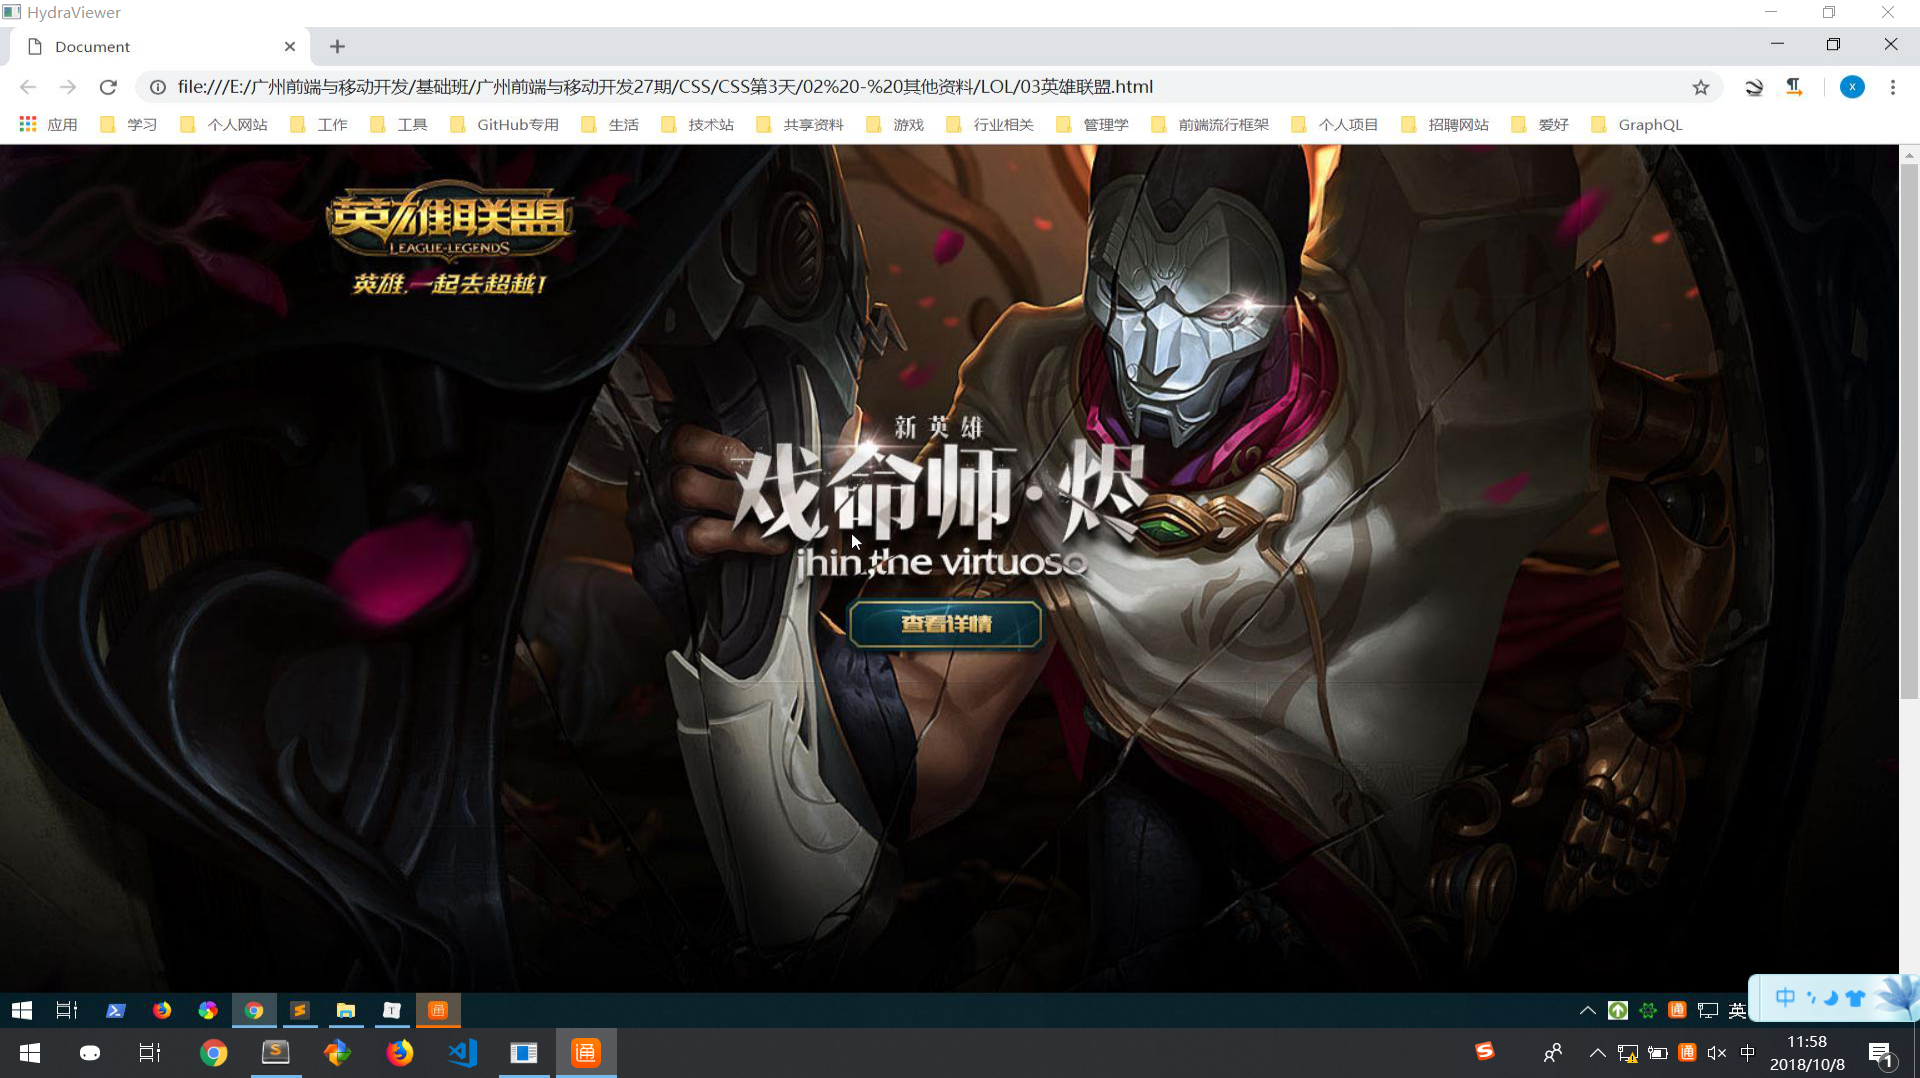 HydraViewer
Document
file:///E:/广州前端与移动开发/基础班/广州前端与移动开发27期/CSS/CSS第3天/02%20-%20其他资料/LOL/03英雄联盟.html
x
应用 学习 个人网站 工作 工具 GitHub专用 生活 技术站 共享资料 游戏 行业相关 管理学 前端流行框架 个人项目 招聘网站 爱好 GraphQL
英雄联盟
LEAGUE-LEGENDS
英雄,一起去超越!
新英雄
戏命师·烬
jhin,the virtuoso
查看详情
T 通 通 英 中
S 通 S 通 中
11:58
2018/10/8
1